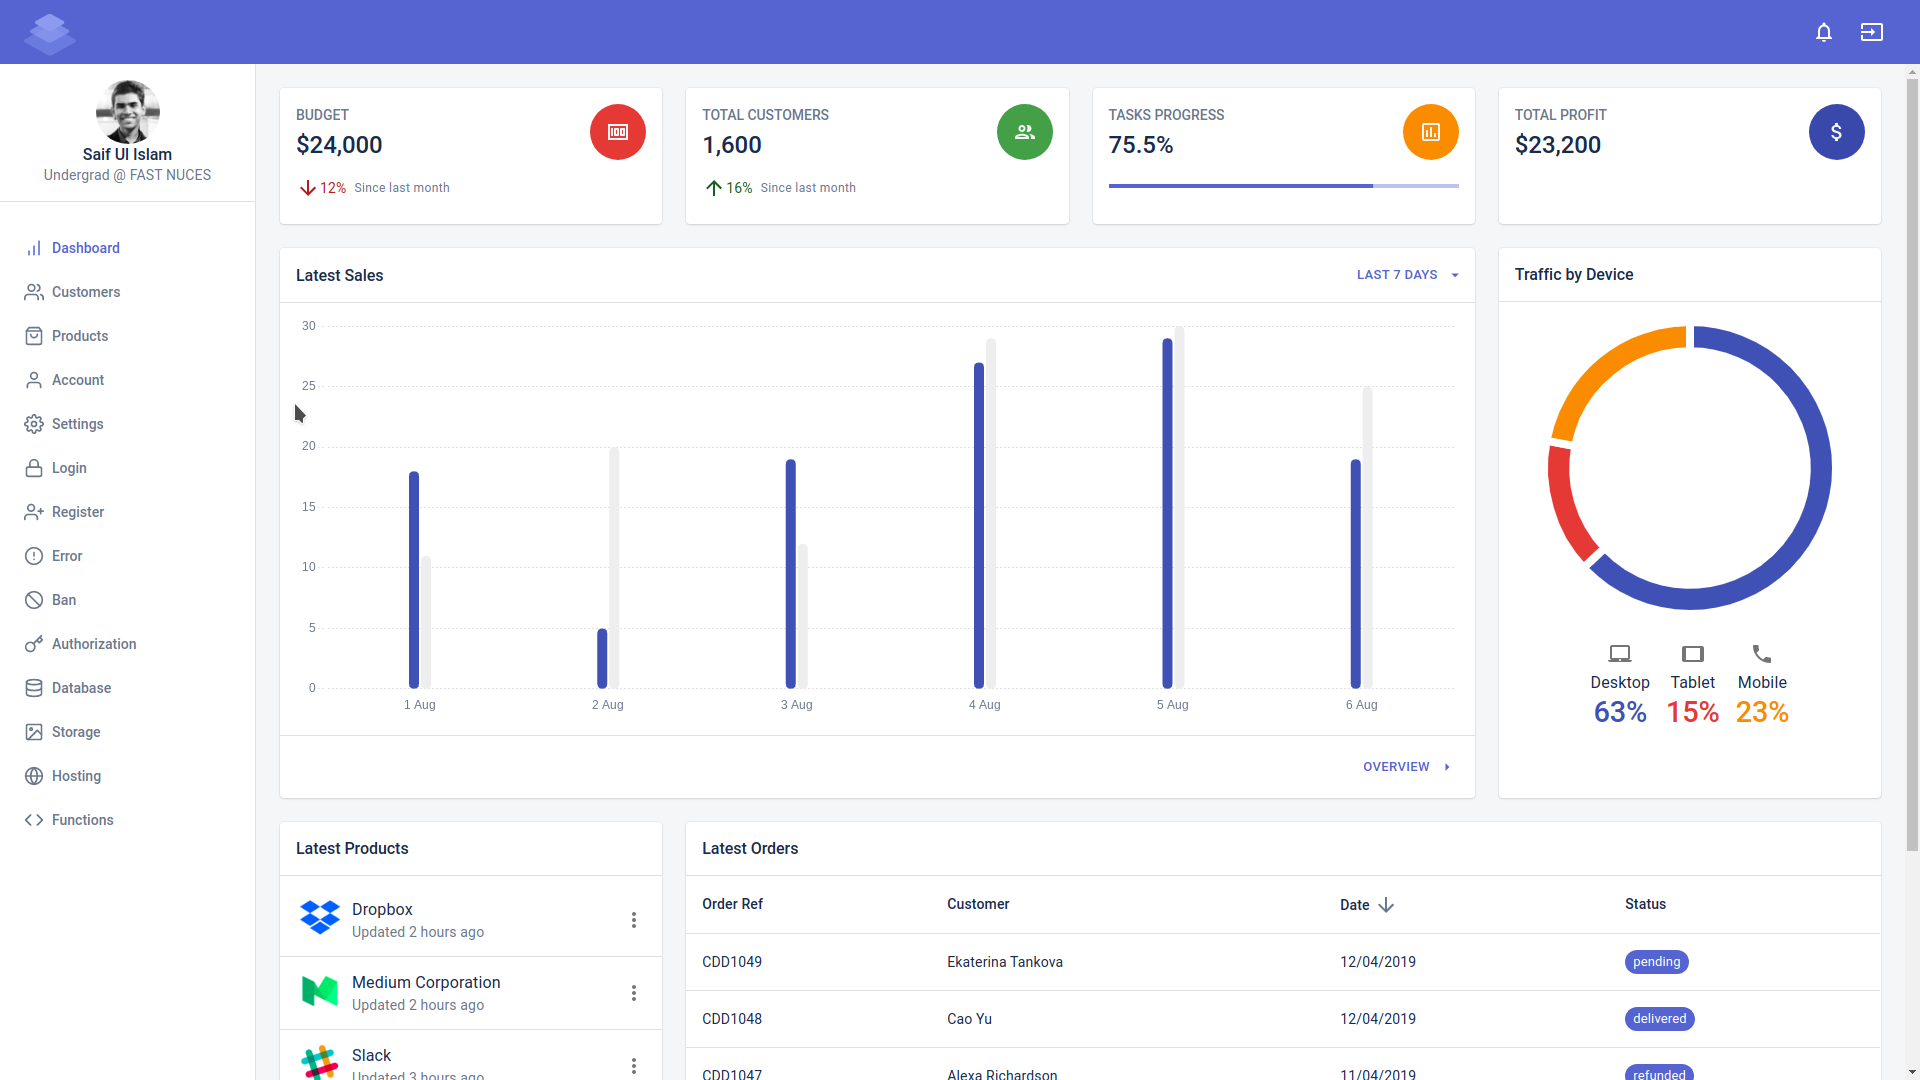 Saif Ul Islam
Undergrad @ FAST NUCES
Dashboard
Customers
Products
Account
Settings
Login
Register
Error
Ban
Authorization
Database
Storage
Hosting
Functions
BUDGET
$24,000
12% Since last month
TOTAL CUSTOMERS
1,600
16% Since last month
TASKS PROGRESS
75.5%
TOTAL PROFIT
$23,200
$
Latest Sales
LAST 7 DAYS
30
25
20
15
10
5
0
1 Aug
2 Aug
3 Aug
4 Aug
5 Aug
6 Aug
OVERVIEW
Traffic by Device
Desktop
63%
Tablet
15%
Mobile
23%
Latest Products
Dropbox
Updated 2 hours ago
Medium Corporation
Updated 2 hours ago
Slack
Updated 3 hours ago
Latest Orders
Order Ref Customer Date Status
CDD1049 Ekaterina Tankova 12/04/2019 pending
CDD1048 Cao Yu 12/04/2019 delivered
CDD1047 Alexa Richardson 11/04/2019 refunded